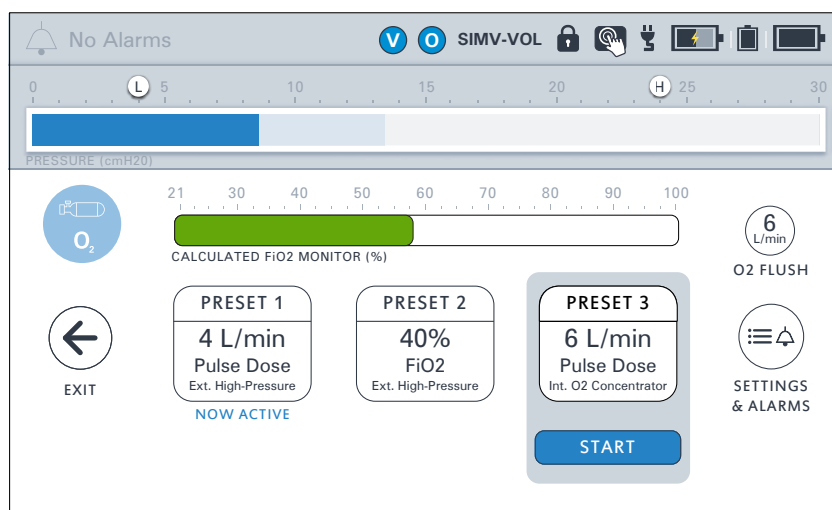 No Alarms
V O SIMV-VOL
0 L 5 10 15 20 H 25 30
PRESSURE (cmH20)
21 30 40 50 60 70 80 90 100
O2
CALCULATED FiO2 MONITOR (%)
6
L/min
O2 FLUSH
PRESET 1
4 L/min
Pulse Dose
Ext. High-Pressure
NOW ACTIVE
PRESET 2
40%
FiO2
Ext. High-Pressure
PRESET 3
6 L/min
Pulse Dose
Int. O2 Concentrator
START
EXIT
SETTINGS
& ALARMS